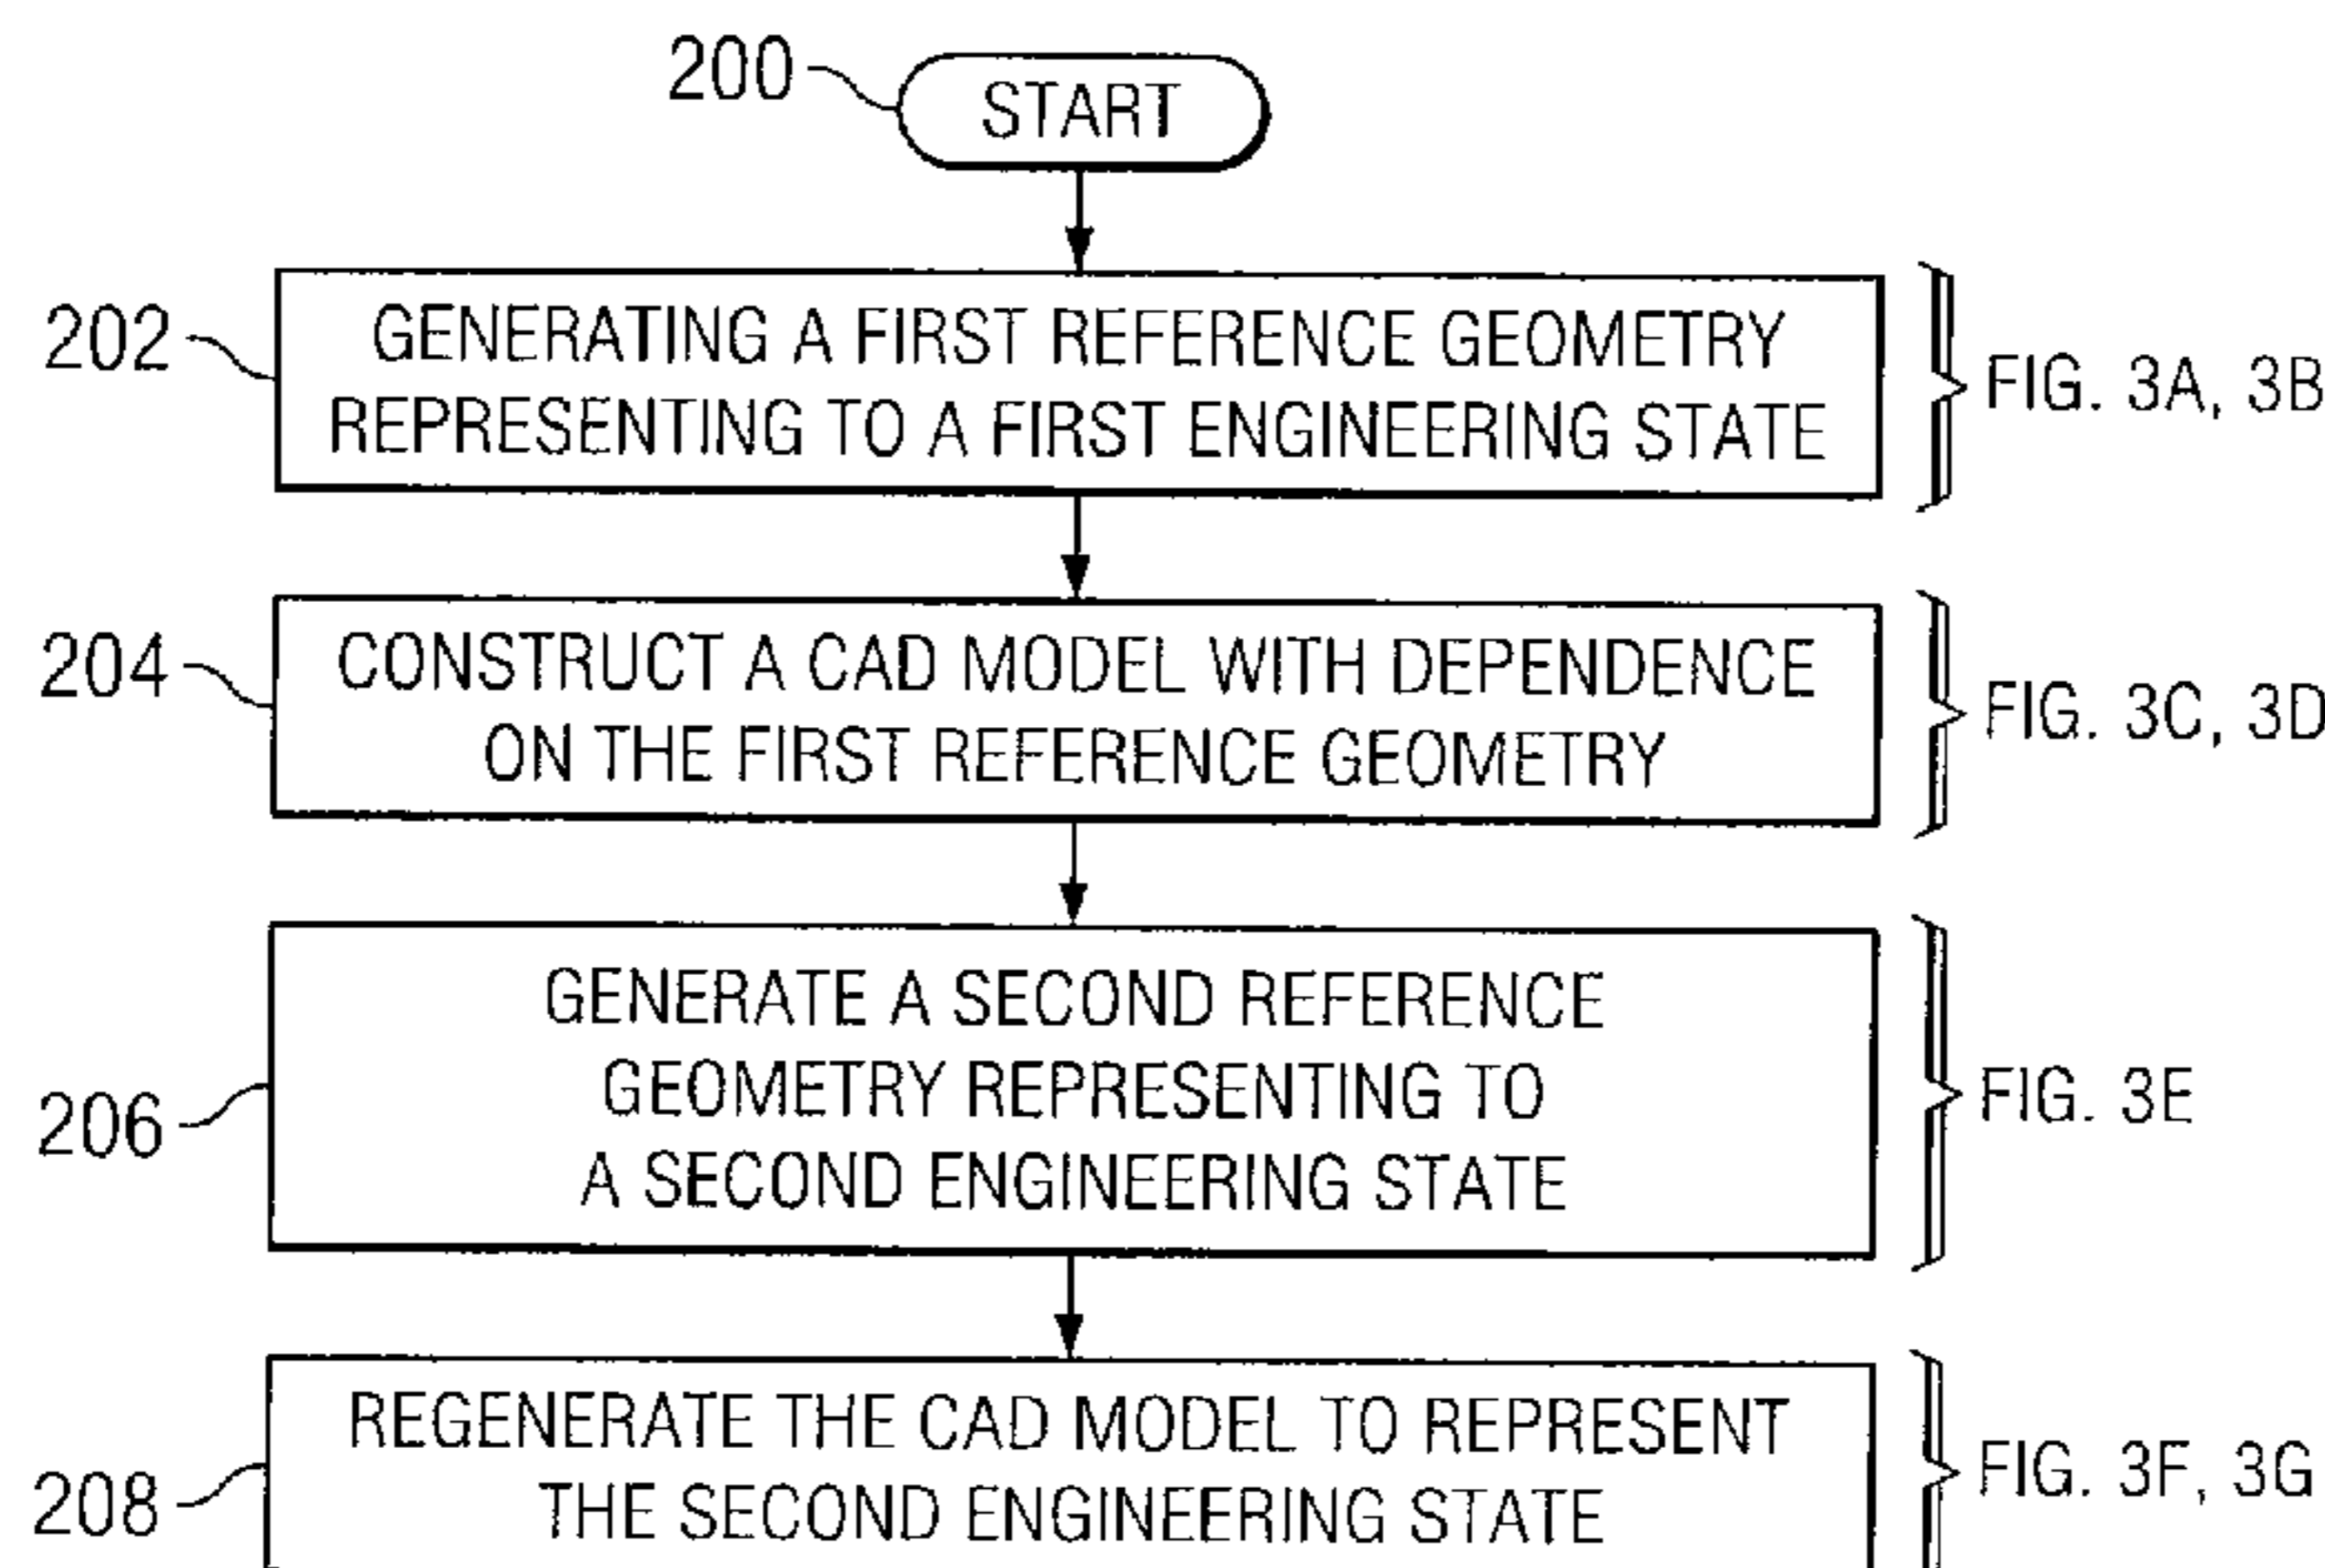 200
START
202
GENERATING A FIRST REFERENCE GEOMETRY
REPRESENTING TO A FIRST ENGINEERING STATE
FIG. 3A, 3B
204
CONSTRUCT A CAD MODEL WITH DEPENDENCE
ON THE FIRST REFERENCE GEOMETRY
FIG. 3C, 3D
206
GENERATE A SECOND REFERENCE
GEOMETRY REPRESENTING TO
A SECOND ENGINEERING STATE
FIG. 3E
208
REGENERATE THE CAD MODEL TO REPRESENT
THE SECOND ENGINEERING STATE
FIG. 3F, 3G